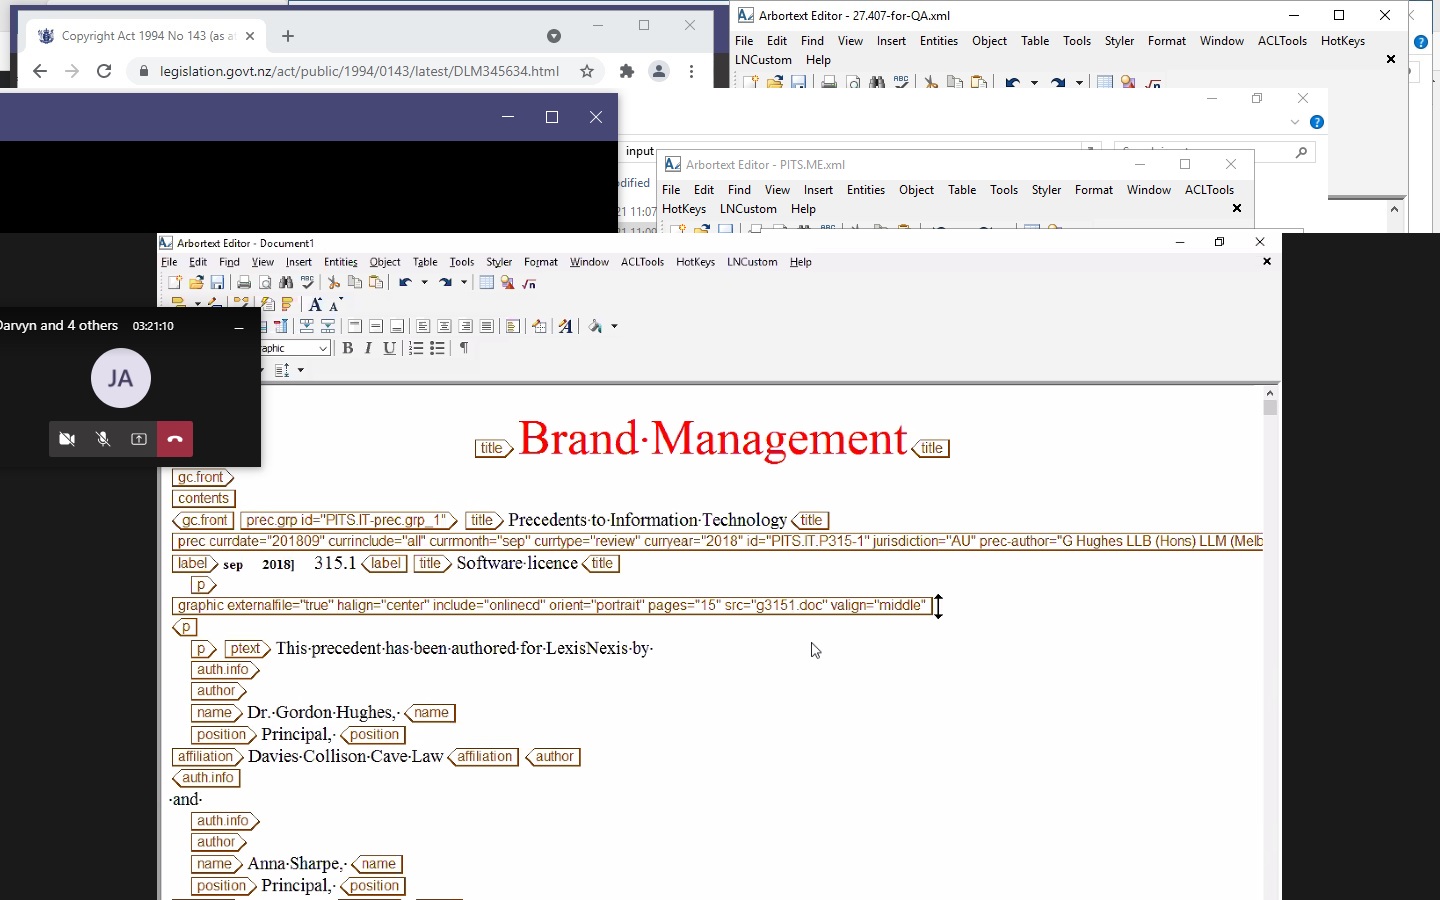 Copyright Act 1994 No 143 (as a
legislation.govt.nz/act/public/1994/0143/latest/DLM345634.html
Arbortext Editor - 27.407-for-QA.xml
File Edit Find View Insert Entities Object Table Tools Styler Format Window ACLTools HotKeys
LNCustom Help
input
odified
21 11:07
Arbortext Editor - PITS.ME.xml
File Edit Find View Insert Entities Object Table Tools Styler Format Window ACLTools
HotKeys LNCustom Help
Arbortext Editor - Document1
File Edit Find View Insert Entities Object Table Tools Styler Format Window ACLTools HotKeys LNCustom Help
Darvyn and 4 others 03:21:10
JA
aphic
B I U
title Brand·Management title
gc.front
contents
gc.front prec.grp id="PITS.IT-prec.grp_1" title Precedents·to·Information·Technology title
prec currdate="201809" currinclude="all" currmonth="sep" currtype="review" curryear="2018" id="PITS.IT.P315-1" jurisdiction="AU" prec-author="G Hughes LLB (Hons) LLM (Melb
label sep 2018] 315.1 label title Software·licence title
p
graphic externalfile="true" halign="center" include="onlinecd" orient="portrait" pages="15" src="g3151.doc" valign="middle"
p
p ptext This·precedent·has·been·authored·for·LexisNexis·by·
auth.info
author
name Dr.·Gordon·Hughes,· name
position Principal,· position
affiliation Davies·Collison·Cave·Law affiliation author
auth.info
·and·
auth.info
author
name Anna·Sharpe,· name
position Principal,· position